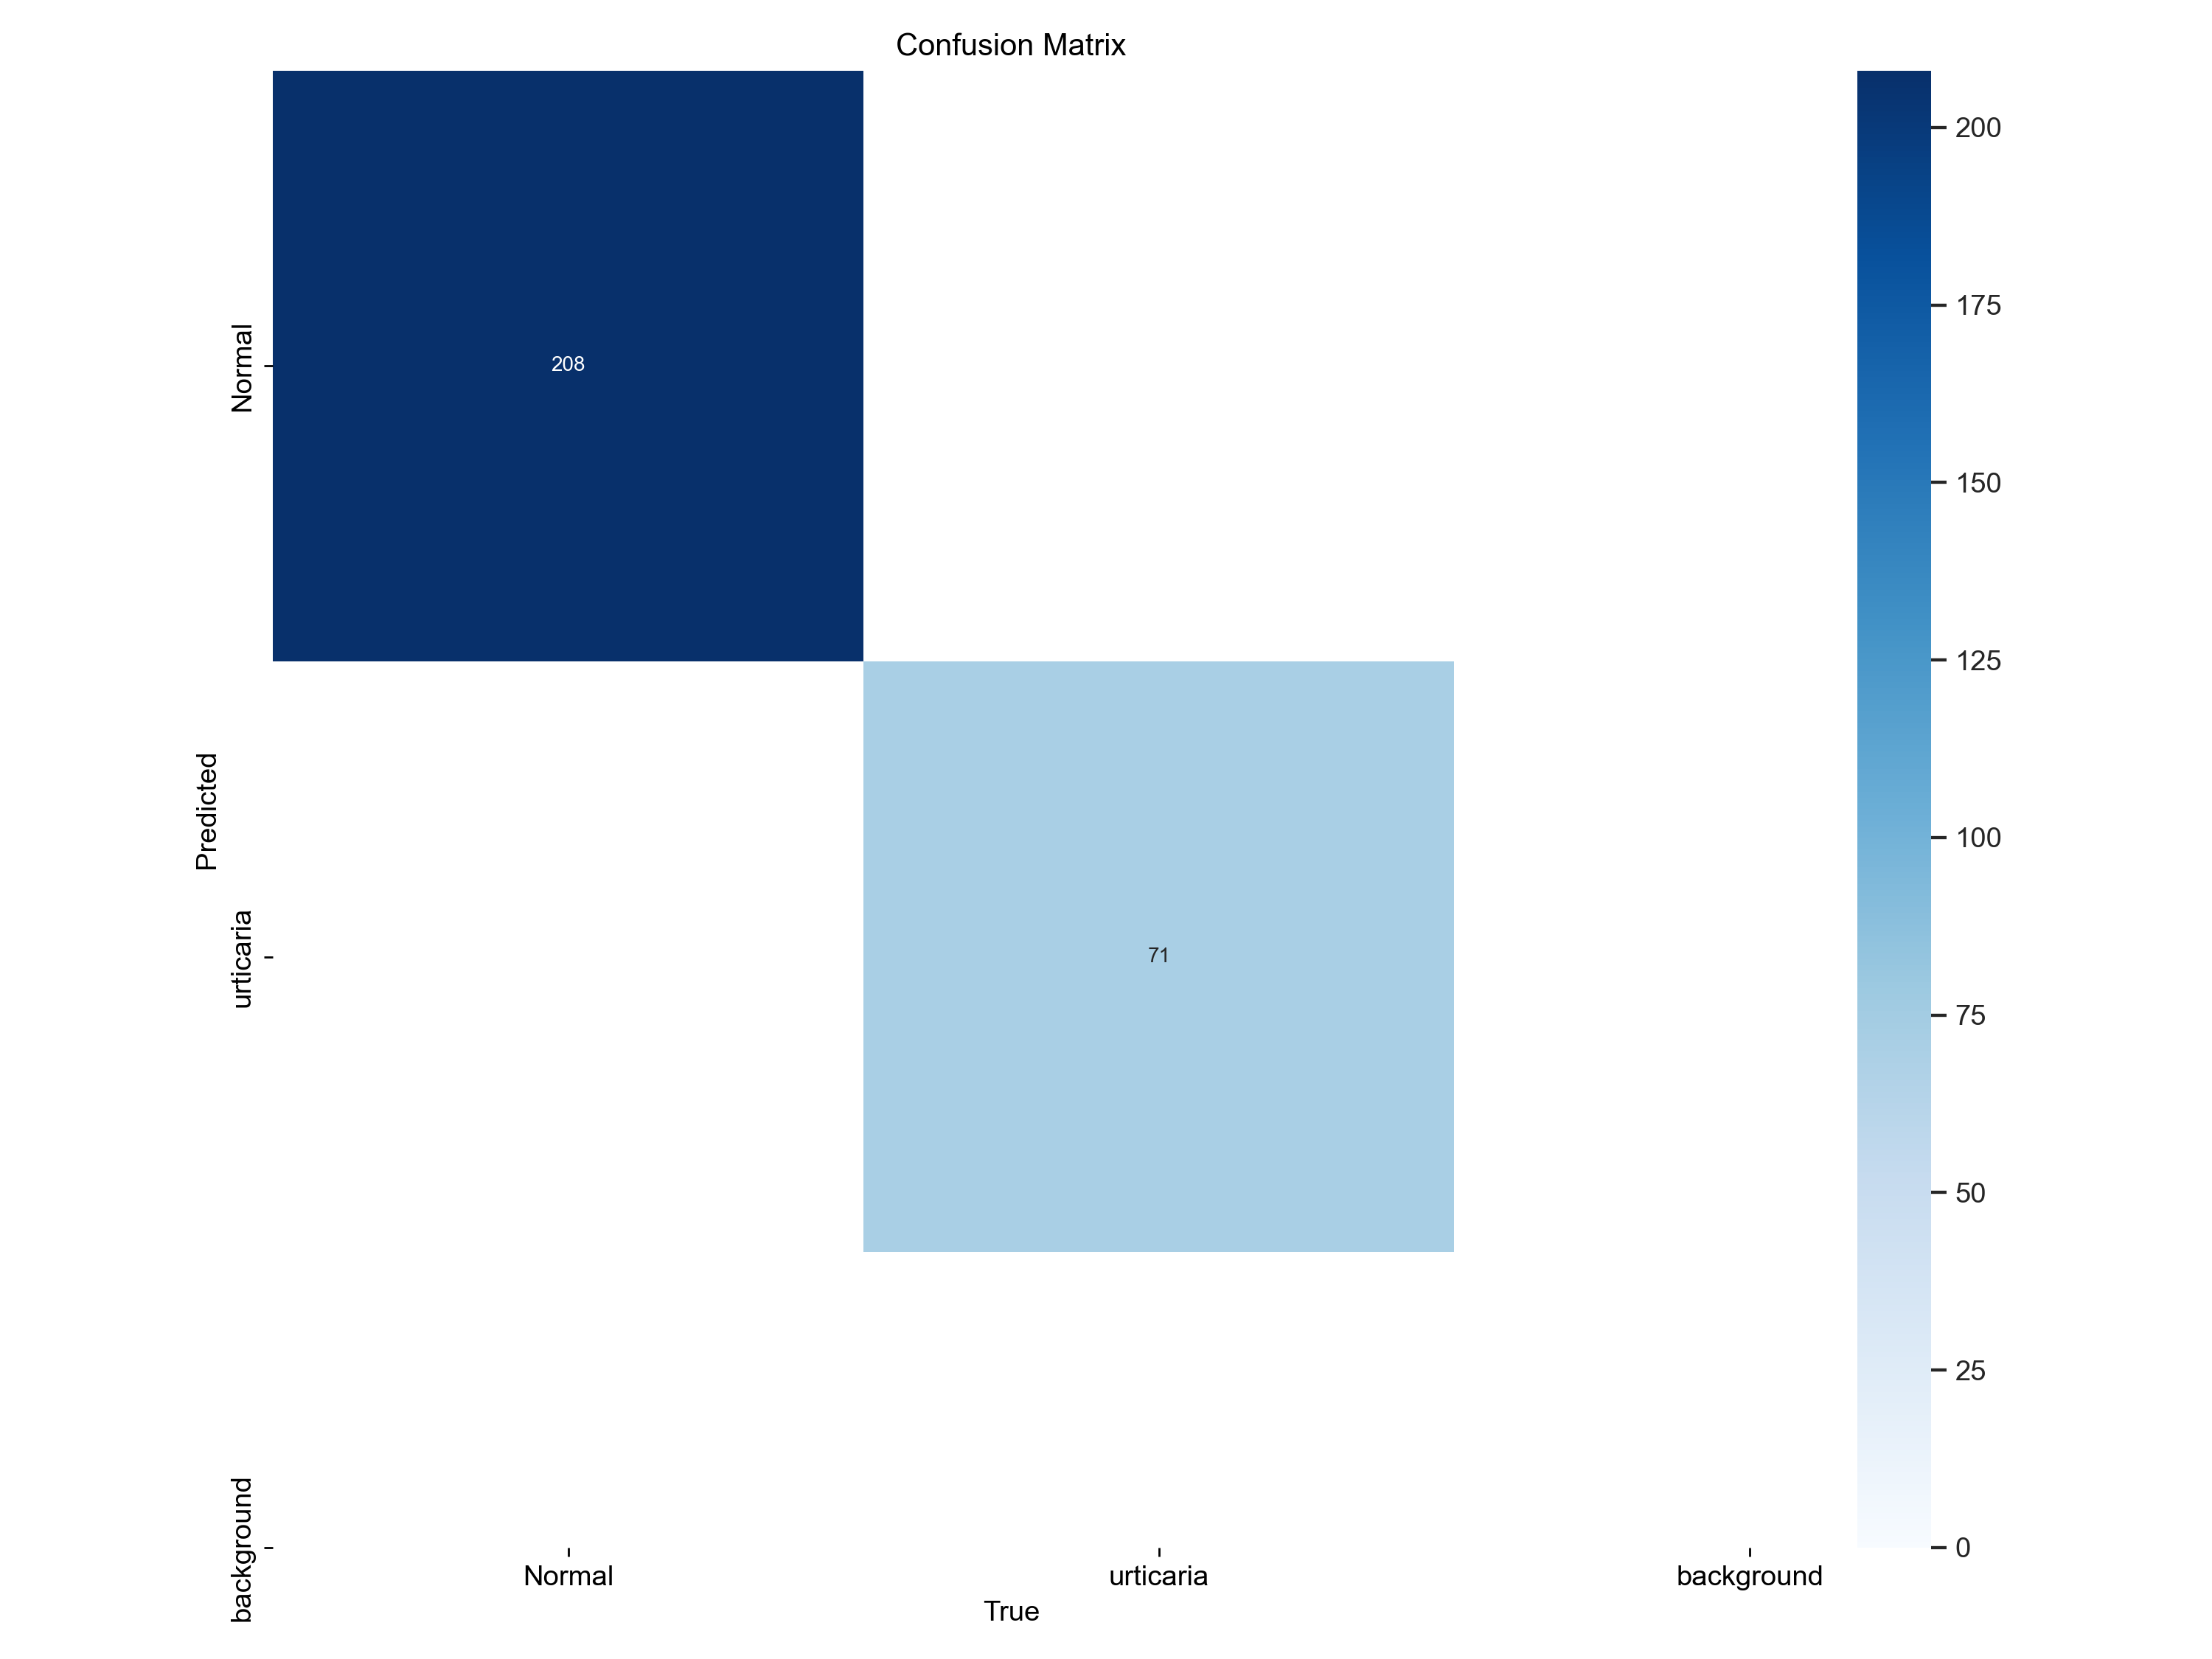 Confusion Matrix
Normal
urticaria
background
Predicted
208
71
Normal
urticaria
background
True
200
175
150
125
100
75
50
25
0